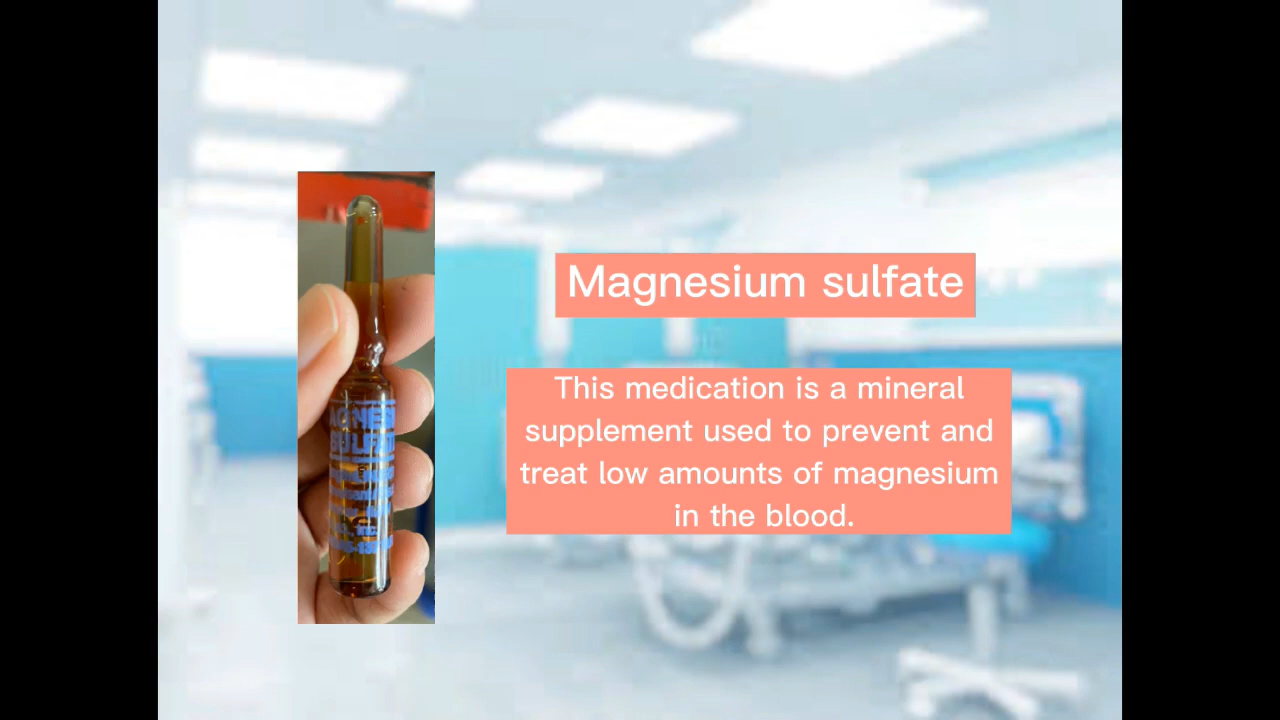 Magnesium sulfate
This medication is a mineral
supplement used to prevent and
treat low amounts of magnesium
in the blood.